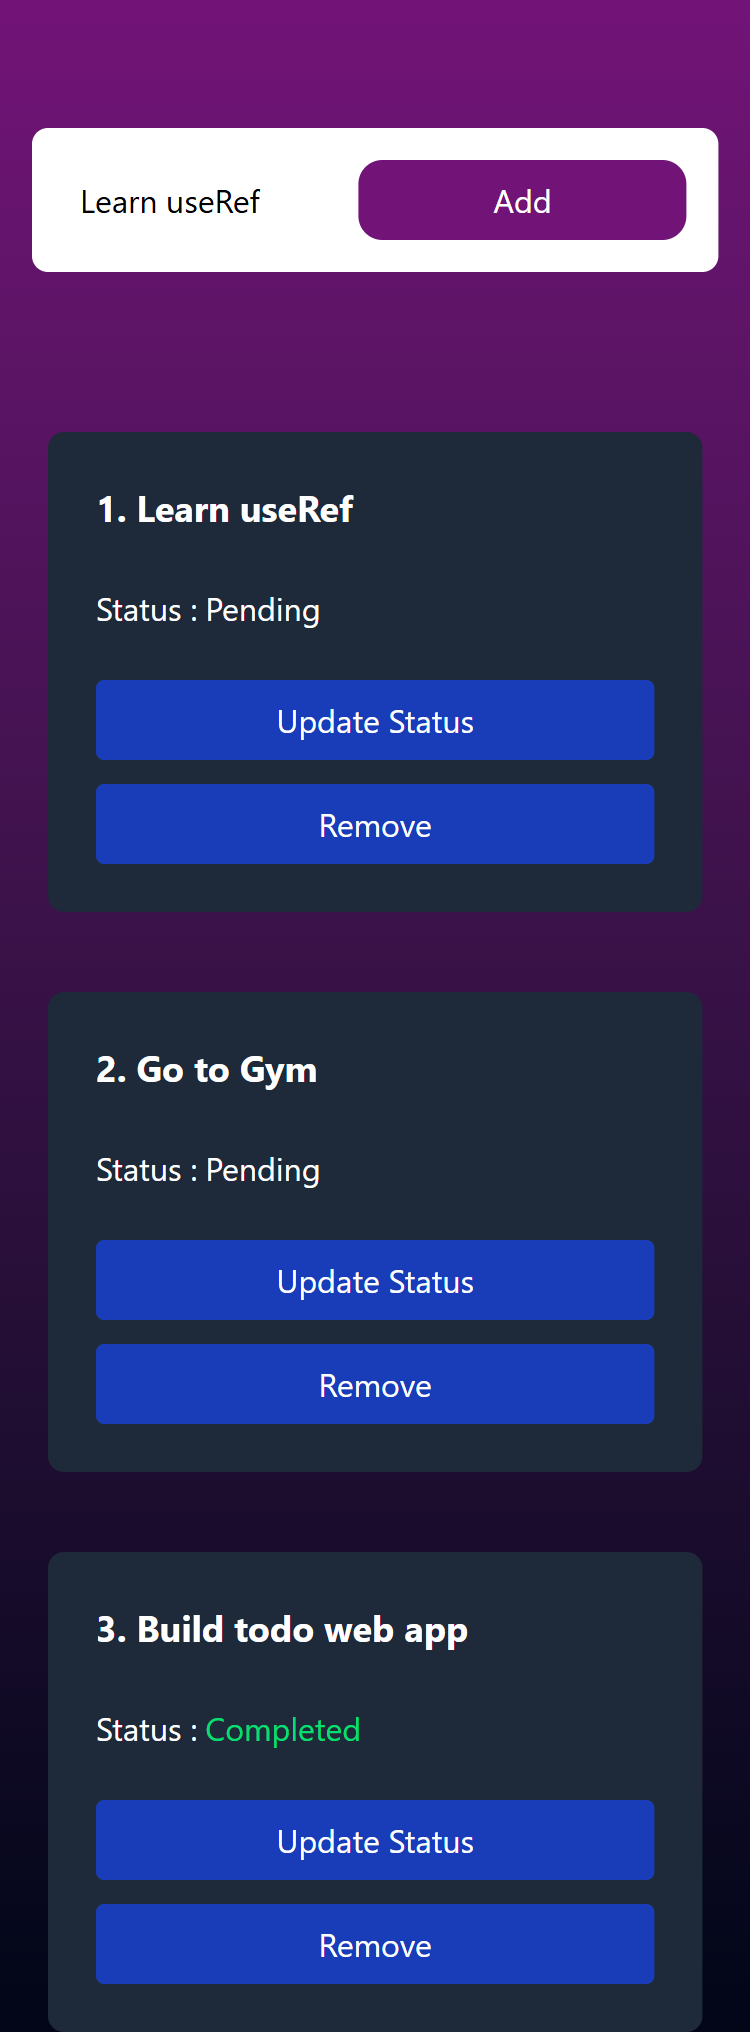 Learn useRef
Add
1. Learn useRef
Status : Pending
Update Status
Remove
2. Go to Gym
Status : Pending
Update Status
Remove
3. Build todo web app
Status : Completed
Update Status
Remove